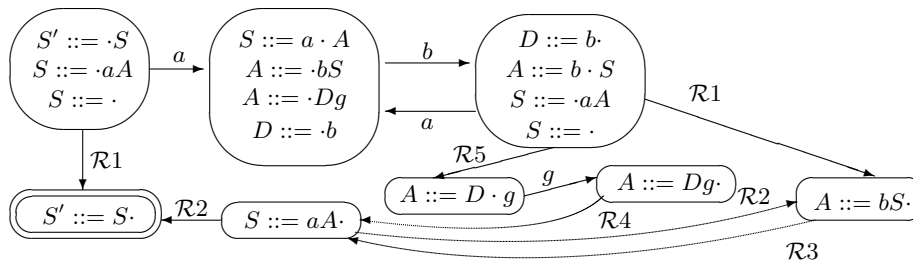 S′ ::= ·S
S ::= ·aA
S ::= ·
a
S ::= a · A
A ::= ·bS
A ::= ·Dg
D ::= ·b
b
a
D ::= b·
A ::= b · S
S ::= ·aA
S ::= ·
R1
R1
R5
A ::= D · g
g
A ::= Dg·
R2
A ::= bS·
S′ ::= S·
R2
S ::= aA·
R4
R3